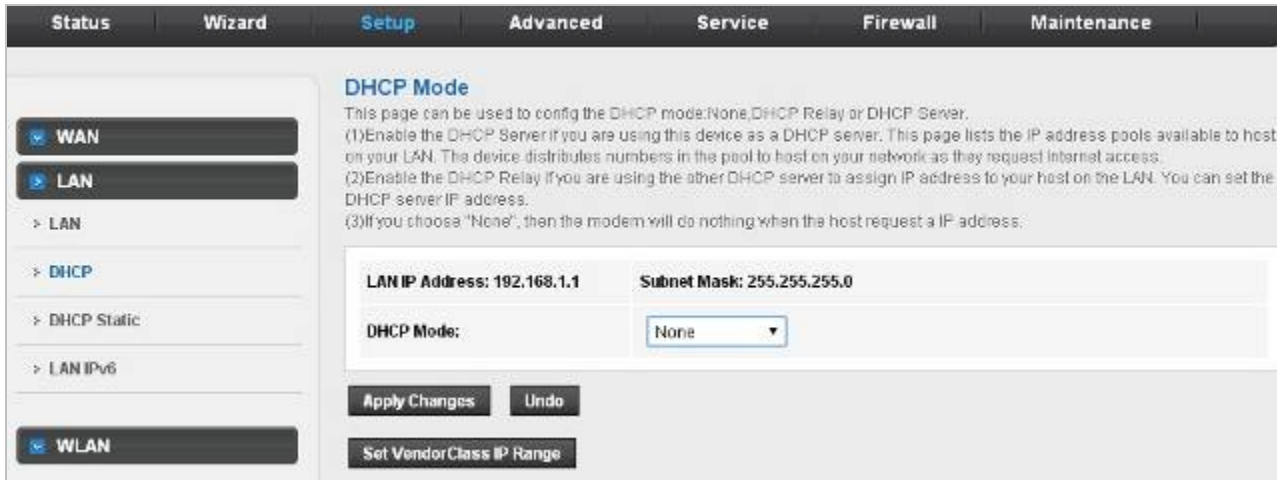 Status Wizard Setup Advanced Service Firewall Maintenance
WAN
LAN
> LAN
> DHCP
> DHCP Static
> LAN IPv6
WLAN
DHCP Mode
This page can be used to config the DHCP mode:None,DHCP Relay or DHCP Server.
(1)Enable the DHCP Server if you are using this device as a DHCP server. This page lists the IP address pools available to host
on your LAN. The device distributes numbers in the pool to host on your network as they request Internet access.
(2)Enable the DHCP Relay if you are using the other DHCP server to assign IP address to your host on the LAN. You can set the
DHCP server IP address.
(3)If you choose "None", then the modem will do nothing when the host request a IP address.
LAN IP Address: 192.168.1.1 Subnet Mask: 255.255.255.0
DHCP Mode: None
Apply Changes Undo
Set VendorClass IP Range